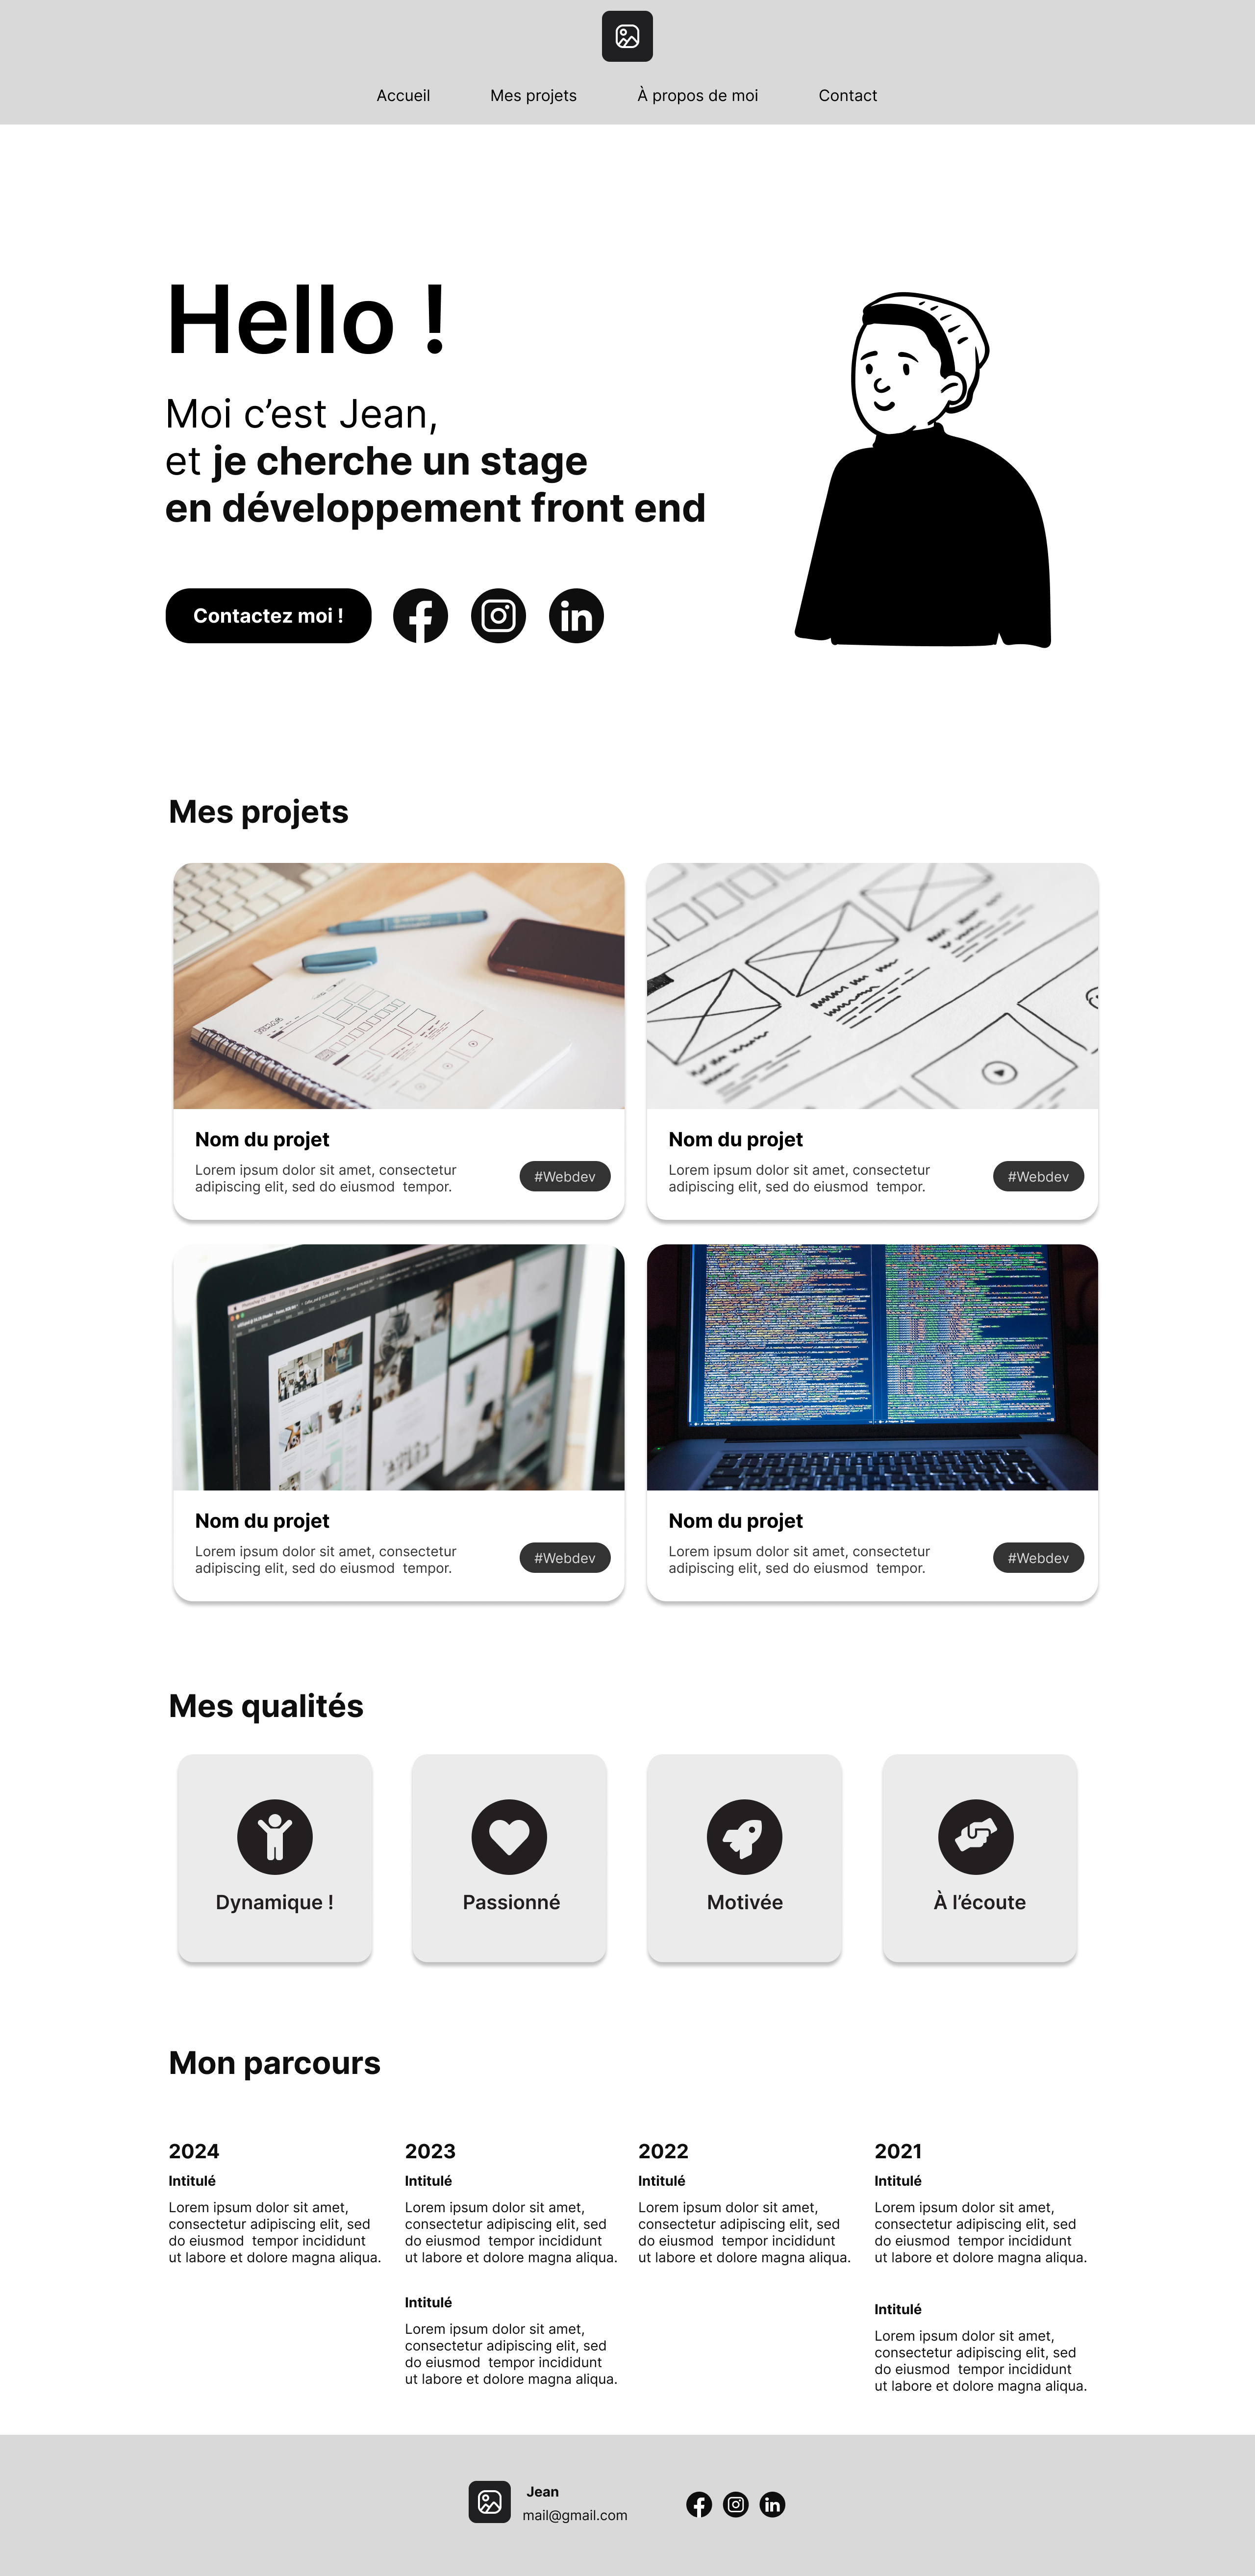 Accueil
Mes projets
À propos de moi
Contact
Hello !
Moi c’est Jean,
et je cherche un stage
en développement front end
Contactez moi !
Mes projets
Nom du projet
Lorem ipsum dolor sit amet, consectetur
adipiscing elit, sed do eiusmod  tempor.
#Webdev
Nom du projet
Lorem ipsum dolor sit amet, consectetur
adipiscing elit, sed do eiusmod  tempor.
#Webdev
Nom du projet
Lorem ipsum dolor sit amet, consectetur
adipiscing elit, sed do eiusmod  tempor.
#Webdev
Nom du projet
Lorem ipsum dolor sit amet, consectetur
adipiscing elit, sed do eiusmod  tempor.
#Webdev
Mes qualités
Dynamique !
Passionné
Motivée
À l’écoute
Mon parcours
2024
Intitulé
Lorem ipsum dolor sit amet,
consectetur adipiscing elit, sed
do eiusmod  tempor incididunt
ut labore et dolore magna aliqua.
2023
Intitulé
Lorem ipsum dolor sit amet,
consectetur adipiscing elit, sed
do eiusmod  tempor incididunt
ut labore et dolore magna aliqua.
Intitulé
Lorem ipsum dolor sit amet,
consectetur adipiscing elit, sed
do eiusmod  tempor incididunt
ut labore et dolore magna aliqua.
2022
Intitulé
Lorem ipsum dolor sit amet,
consectetur adipiscing elit, sed
do eiusmod  tempor incididunt
ut labore et dolore magna aliqua.
2021
Intitulé
Lorem ipsum dolor sit amet,
consectetur adipiscing elit, sed
do eiusmod  tempor incididunt
ut labore et dolore magna aliqua.
Intitulé
Lorem ipsum dolor sit amet,
consectetur adipiscing elit, sed
do eiusmod  tempor incididunt
ut labore et dolore magna aliqua.
Jean
mail@gmail.com